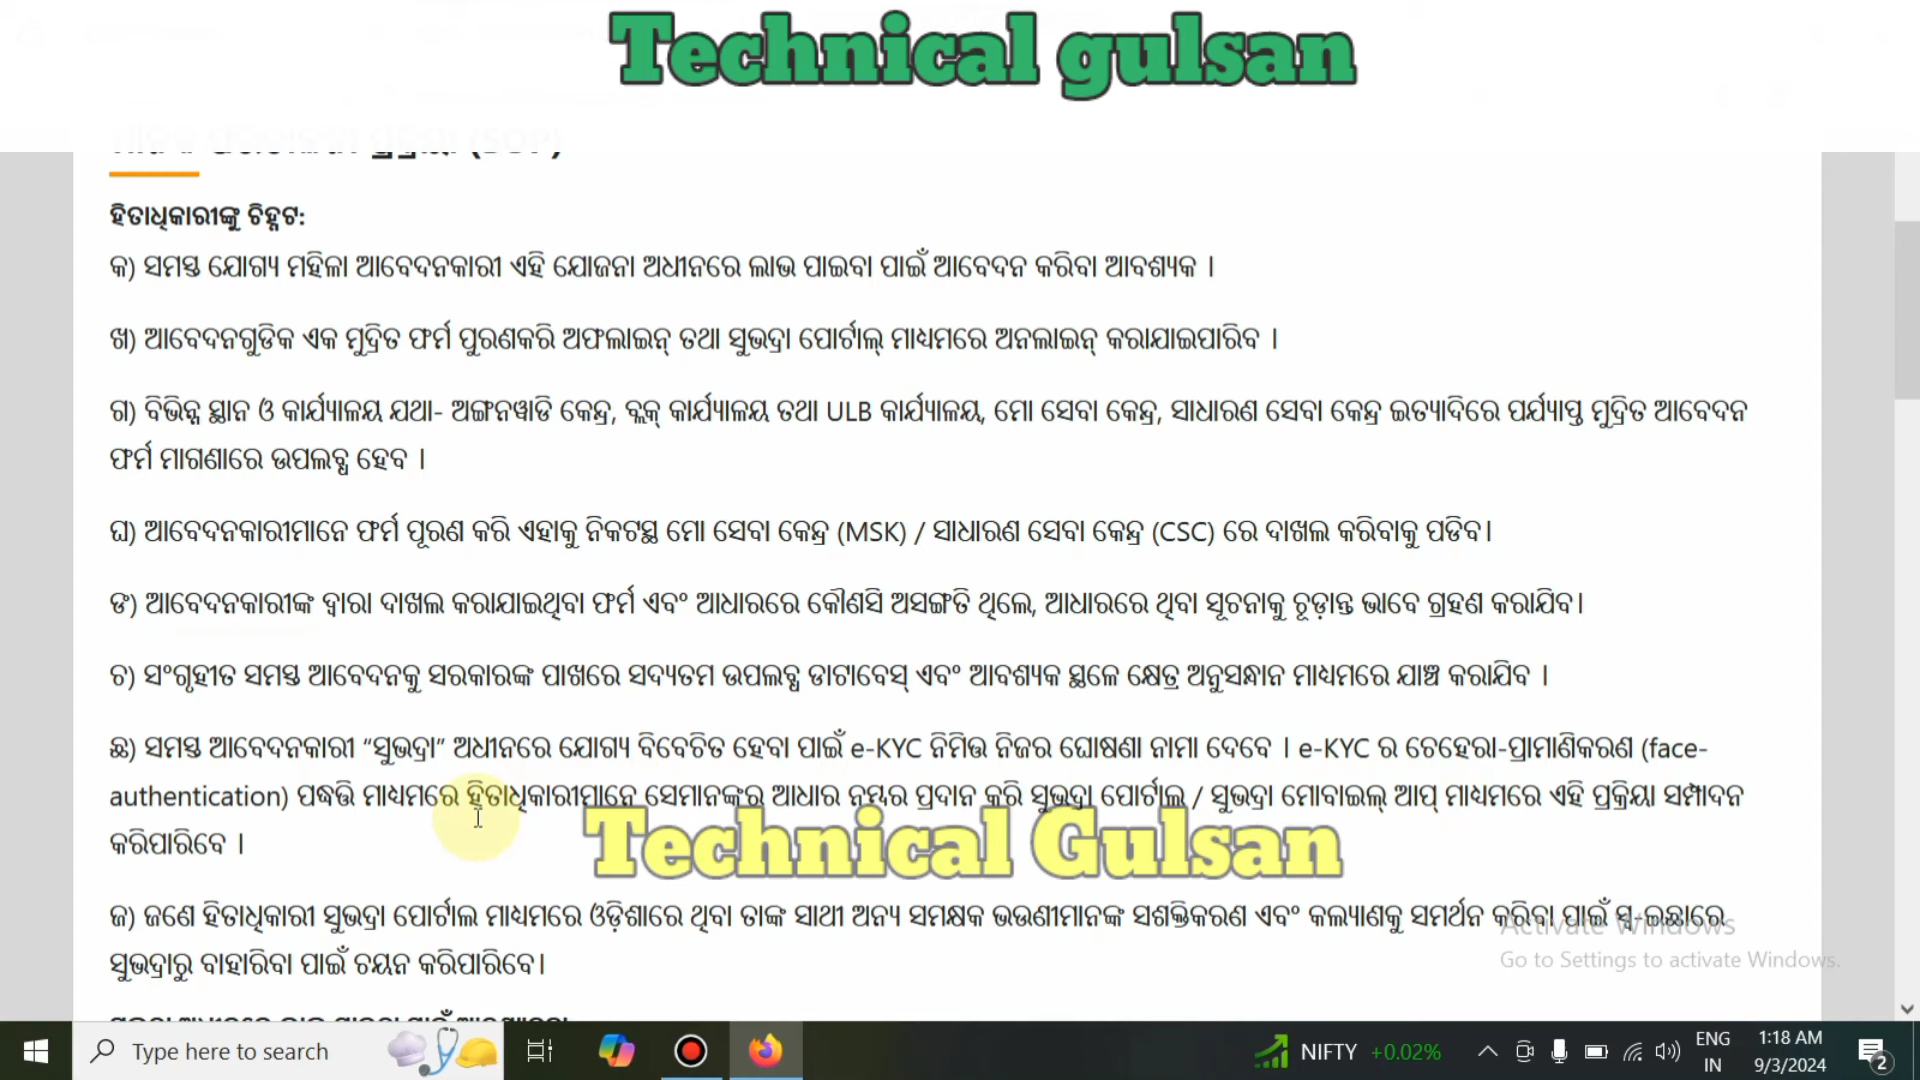 Technical gulsan
(SOP)
ହିତାଧିକାରୀଙ୍କୁ ଚିହ୍ନଟ:
କ) ସମସ୍ତ ଯୋଗ୍ୟ ମହିଳା ଆବେଦନକାରୀ ଏହି ଯୋଜନା ଅଧୀନରେ ଲାଭ ପାଇବା ପାଇଁ ଆବେଦନ କରିବା ଆବଶ୍ୟକ ।
ଖ) ଆବେଦନଗୁଡିକ ଏକ ମୁଦ୍ରିତ ଫର୍ମ ପୁରଣକରି ଅଫଲାଇନ୍ ତଥା ସୁଭଦ୍ରା ପୋର୍ଟାଲ୍ ମାଧ୍ୟମରେ ଅନଲାଇନ୍ କରାଯାଇପାରିବ ।
ଗ) ବିଭିନ୍ନ ସ୍ଥାନ ଓ କାର୍ଯ୍ୟାଳୟ ଯଥା- ଅଙ୍ଗନୱାଡି କେନ୍ଦ୍ର, ବ୍ଲକ୍ କାର୍ଯ୍ୟାଳୟ ତଥା ULB କାର୍ଯ୍ୟାଳୟ, ମୋ ସେବା କେନ୍ଦ୍ର, ସାଧାରଣ ସେବା କେନ୍ଦ୍ର ଇତ୍ୟାଦିରେ ପର୍ଯ୍ୟାପ୍ତ ମୁଦ୍ରିତ ଆବେଦନ
ଫର୍ମ ମାଗଣାରେ ଉପଲବ୍ଧ ହେବ ।
ଘ) ଆବେଦନକାରୀମାନେ ଫର୍ମ ପୂରଣ କରି ଏହାକୁ ନିକଟସ୍ଥ ମୋ ସେବା କେନ୍ଦ୍ର (MSK) / ସାଧାରଣ ସେବା କେନ୍ଦ୍ର (CSC) ରେ ଦାଖଲ କରିବାକୁ ପଡିବ।
ଙ) ଆବେଦନକାରୀଙ୍କ ଦ୍ୱାରା ଦାଖଲ କରାଯାଇଥିବା ଫର୍ମ ଏବଂ ଆଧାରରେ କୌଣସି ଅସଙ୍ଗତି ଥିଲେ, ଆଧାରରେ ଥିବା ସୂଚନାକୁ ଚୂଡ଼ାନ୍ତ ଭାବେ ଗ୍ରହଣ କରାଯିବ।
ଚ) ସଂଗୃହୀତ ସମସ୍ତ ଆବେଦନକୁ ସରକାରଙ୍କ ପାଖରେ ସଦ୍ୟତମ ଉପଲବ୍ଧ ଡାଟାବେସ୍ ଏବଂ ଆବଶ୍ୟକ ସ୍ଥଳେ କ୍ଷେତ୍ର ଅନୁସନ୍ଧାନ ମାଧ୍ୟମରେ ଯାଞ୍ଚ କରାଯିବ ।
ଛ) ସମସ୍ତ ଆବେଦନକାରୀ “ସୁଭଦ୍ରା” ଅଧୀନରେ ଯୋଗ୍ୟ ବିବେଚିତ ହେବା ପାଇଁ e-KYC ନିମିତ୍ତ ନିଜର ଘୋଷଣା ନାମା ଦେବେ । e-KYC ର ଚେହେରା-ପ୍ରାମାଣିକରଣ (face-
authentication) ପଦ୍ଧତ୍ତି ମାଧ୍ୟମରେ ହିତାଧିକାରୀମାନେ ସେମାନଙ୍କର ଆଧାର ନମ୍ବର ପ୍ରଦାନ କରି ସୁଭଦ୍ରା ପୋର୍ଟାଲ / ସୁଭଦ୍ରା ମୋବାଇଲ୍ ଆପ୍ ମାଧ୍ୟମରେ ଏହି ପ୍ରକ୍ରିୟା ସମ୍ପାଦନ
କରିପାରିବେ ।
Technical Gulsan
ଜ) ଜଣେ ହିତାଧିକାରୀ ସୁଭଦ୍ରା ପୋର୍ଟାଲ ମାଧ୍ୟମରେ ଓଡ଼ିଶାରେ ଥିବା ତାଙ୍କ ସାଥୀ ଅନ୍ୟ ସମକ୍ଷକ ଭଉଣୀମାନଙ୍କ ସଶକ୍ତିକରଣ ଏବଂ କଲ୍ୟାଣକୁ ସମର୍ଥନ କରିବା ପାଇଁ ସ୍ୱ-ଇଛାରେ
ସୁଭଦ୍ରାରୁ ବାହାରିବା ପାଇଁ ଚୟନ କରିପାରିବେ।
Activate Windows
Go to Settings to activate Windows.
Type here to search
NIFTY +0.02%
ENG
IN
1:18 AM
9/3/2024
2